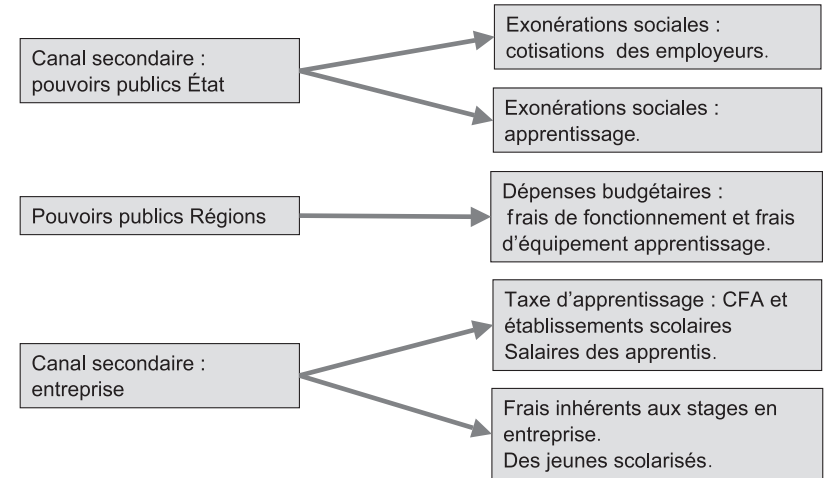 Canal secondaire :
pouvoirs publics État
Exonérations sociales :
cotisations des employeurs.
Exonérations sociales :
apprentissage.
Pouvoirs publics Régions
Dépenses budgétaires :
frais de fonctionnement et frais
d'équipement apprentissage.
Canal secondaire :
entreprise
Taxe d'apprentissage : CFA et
établissements scolaires
Salaires des apprentis.
Frais inhérents aux stages en
entreprise.
Des jeunes scolarisés.